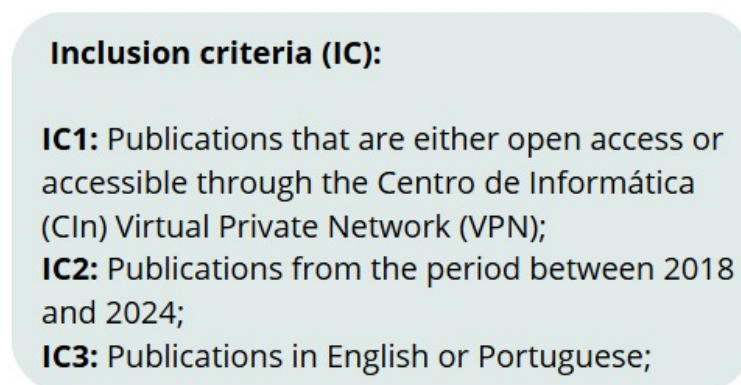 Inclusion criteria (IC):
IC1: Publications that are either open access or
accessible through the Centro de Informática
(CIn) Virtual Private Network (VPN);
IC2: Publications from the period between 2018
and 2024;
IC3: Publications in English or Portuguese;